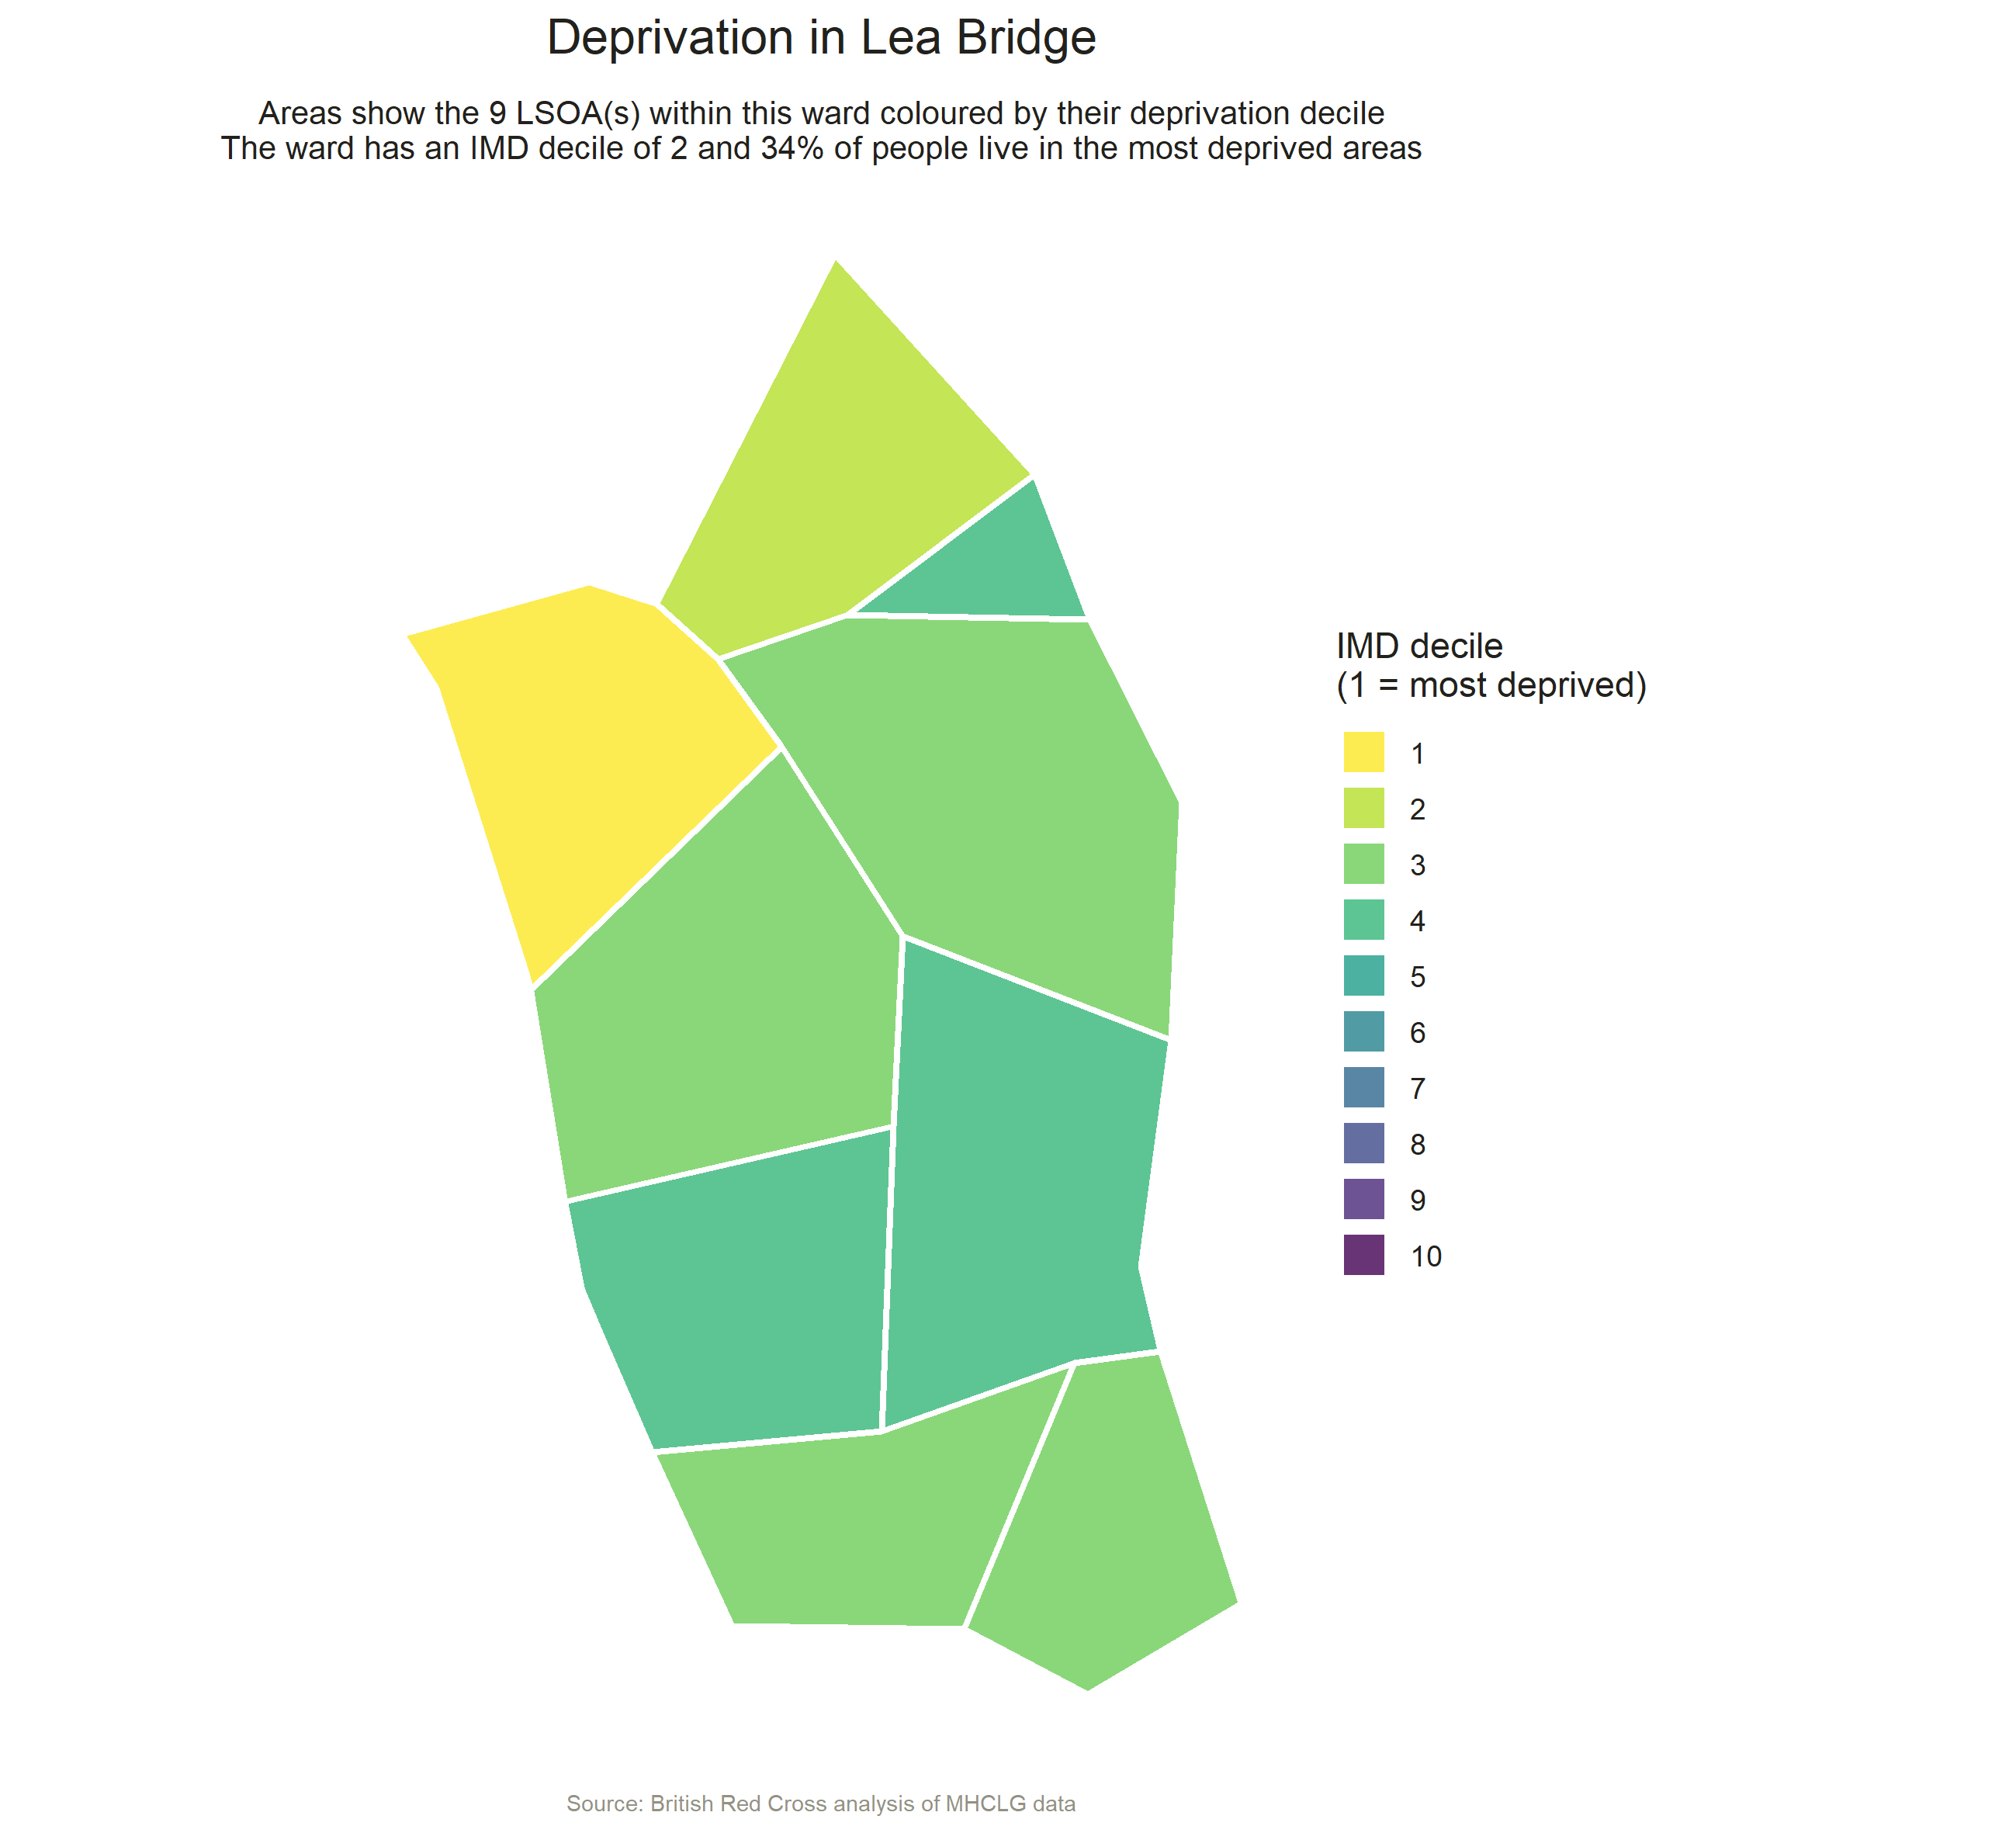 Deprivation in Lea Bridge
Areas show the 9 LSOA(s) within this ward coloured by their deprivation decile
The ward has an IMD decile of 2 and 34% of people live in the most deprived areas
IMD decile
(1 = most deprived)
1
2
3
4
5
6
7
8
9
10
Source: British Red Cross analysis of MHCLG data